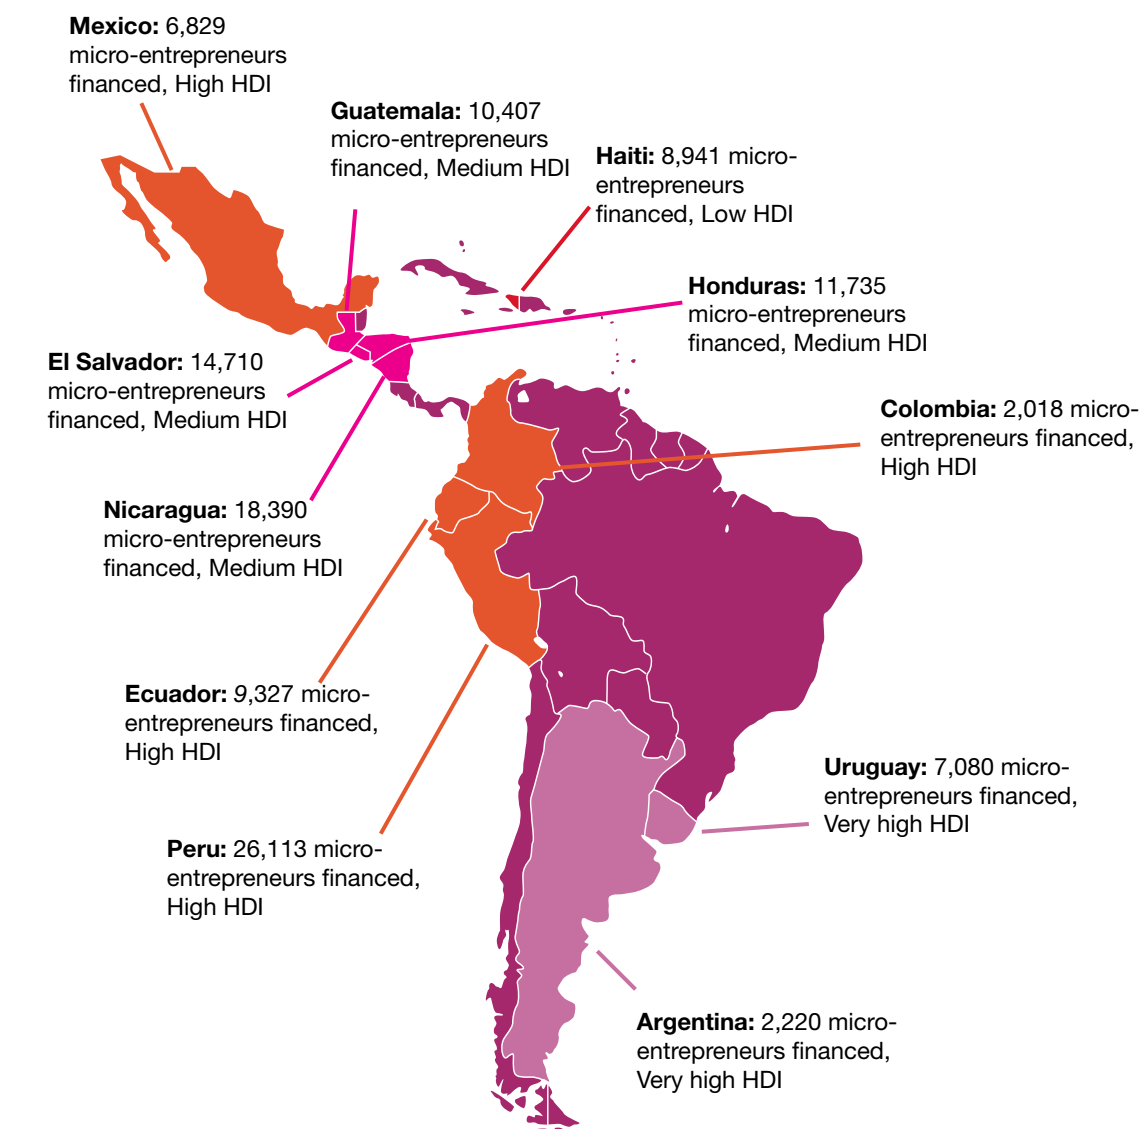 Mexico: 6,829
micro-entrepreneurs
financed, High HDI
Guatemala: 10,407
micro-entrepreneurs
financed, Medium HDI
Haiti: 8,941 micro-
entrepreneurs
financed, Low HDI
Honduras: 11,735
micro-entrepreneurs
financed, Medium HDI
El Salvador: 14,710
micro-entrepreneurs
financed, Medium HDI
Colombia: 2,018 micro-
entrepreneurs financed,
High HDI
Nicaragua: 18,390
micro-entrepreneurs
financed, Medium HDI
Ecuador: 9,327 micro-
entrepreneurs financed,
High HDI
Uruguay: 7,080 micro-
entrepreneurs financed,
Very high HDI
Peru: 26,113 micro-
entrepreneurs financed,
High HDI
Argentina: 2,220 micro-
entrepreneurs financed,
Very high HDI